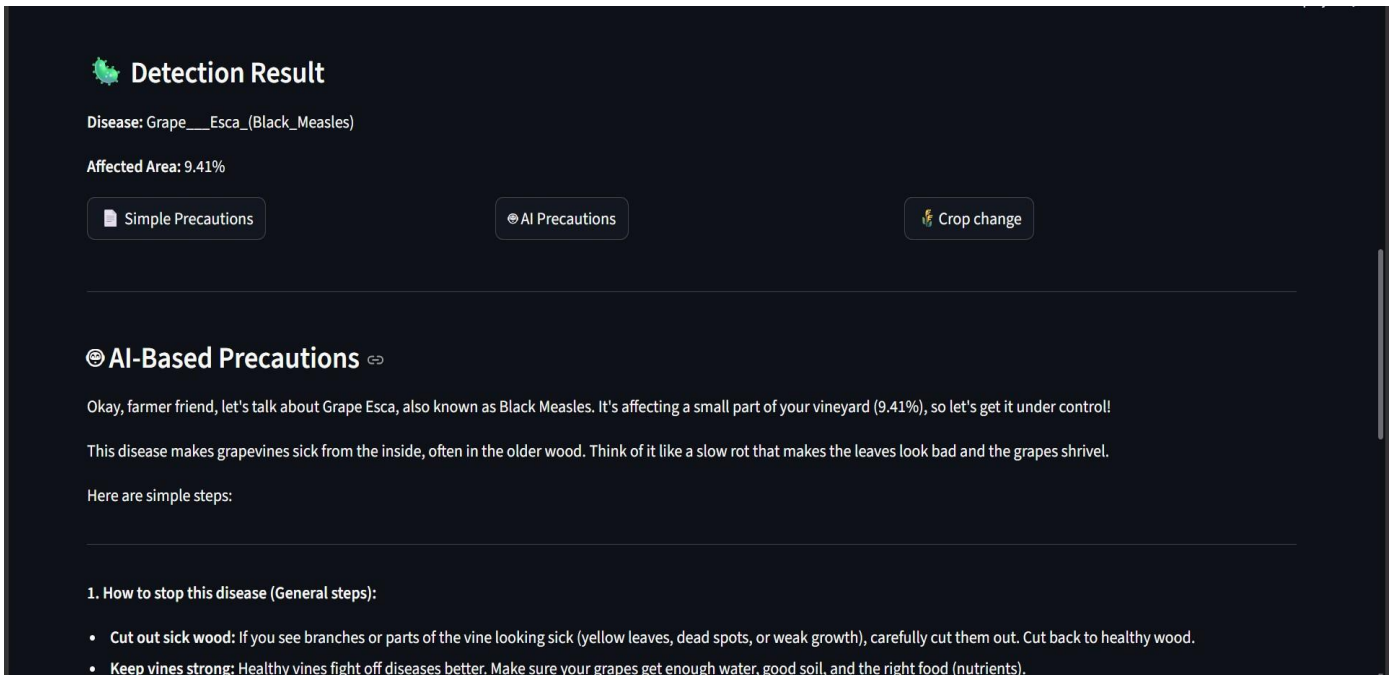 Detection Result
Disease: Grape___Esca_(Black_Measles)
Affected Area: 9.41%
Simple Precautions
AI Precautions
Crop change
AI-Based Precautions
Okay, farmer friend, let's talk about Grape Esca, also known as Black Measles. It's affecting a small part of your vineyard (9.41%), so let's get it under control!
This disease makes grapevines sick from the inside, often in the older wood. Think of it like a slow rot that makes the leaves look bad and the grapes shrivel.
Here are simple steps:
1. How to stop this disease (General steps):
• Cut out sick wood: If you see branches or parts of the vine looking sick (yellow leaves, dead spots, or weak growth), carefully cut them out. Cut back to healthy wood.
• Keep vines strong: Healthy vines fight off diseases better. Make sure your grapes get enough water, good soil, and the right food (nutrients).